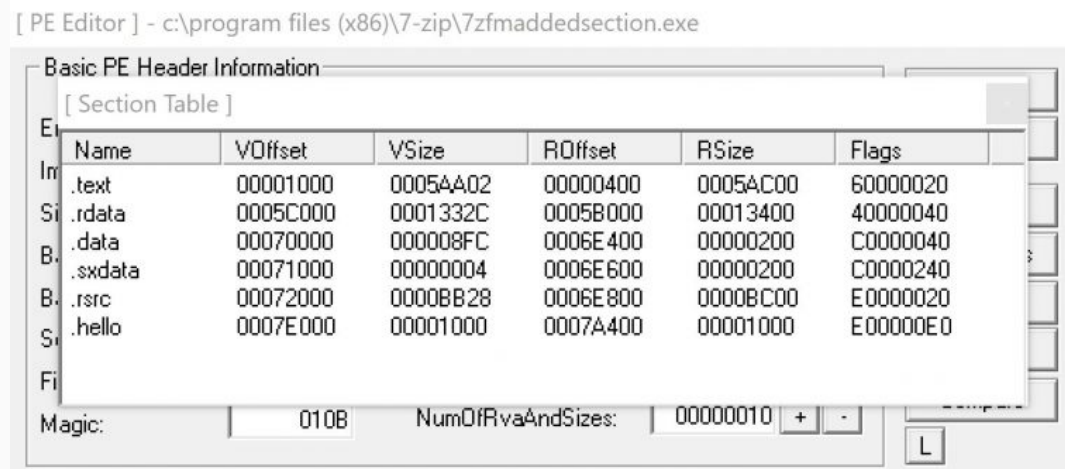 [ PE Editor ] - c:\program files (x86)\7-zip\7zfmaddedsection.exe
Basic PE Header Information
[ Section Table ]
Name VOffset VSize ROffset RSize Flags
.text 00001000 0005AA02 00000400 0005AC00 60000020
.rdata 0005C000 0001332C 0005B000 00013400 40000040
.data 00070000 000008FC 0006E400 00000200 C0000040
.sxdata 00071000 00000004 0006E600 00000200 C0000240
.rsrc 00072000 0000BB28 0006E800 0000BC00 E0000020
.hello 0007E000 00001000 0007A400 00001000 E00000E0
Magic: 010B NumOfRvaAndSizes: 00000010 + -
L